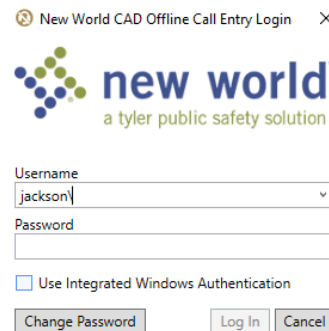 New World CAD Offline Call Entry Login
new world
a tyler public safety solution
Username
jackson\
Password
Use Integrated Windows Authentication
Change Password Log In Cancel